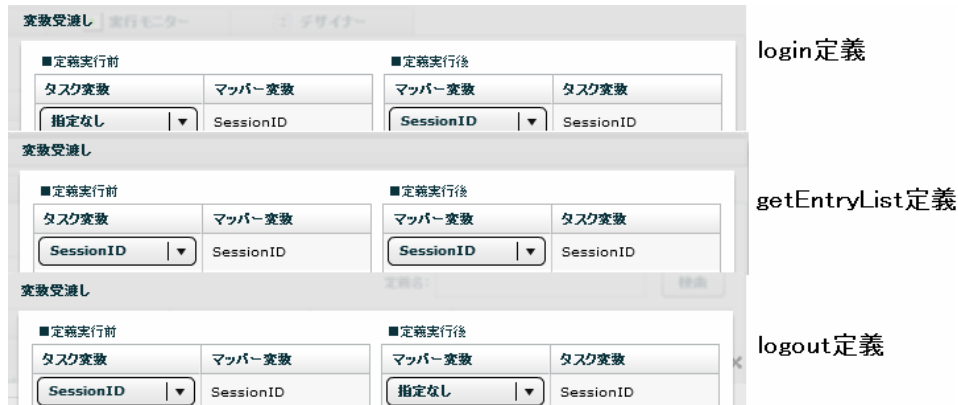 変数受渡し 実行モニター デザイナー
■定義実行前 ■定義実行後
タスク変数 マッパー変数 マッパー変数 タスク変数
指定なし SessionID SessionID SessionID
login定義
変数受渡し
■定義実行前 ■定義実行後
タスク変数 マッパー変数 マッパー変数 タスク変数
SessionID SessionID SessionID SessionID
getEntryList定義
変数受渡し 定義名: 検索
■定義実行前 ■定義実行後
タスク変数 マッパー変数 マッパー変数 タスク変数
SessionID SessionID 指定なし SessionID
logout定義